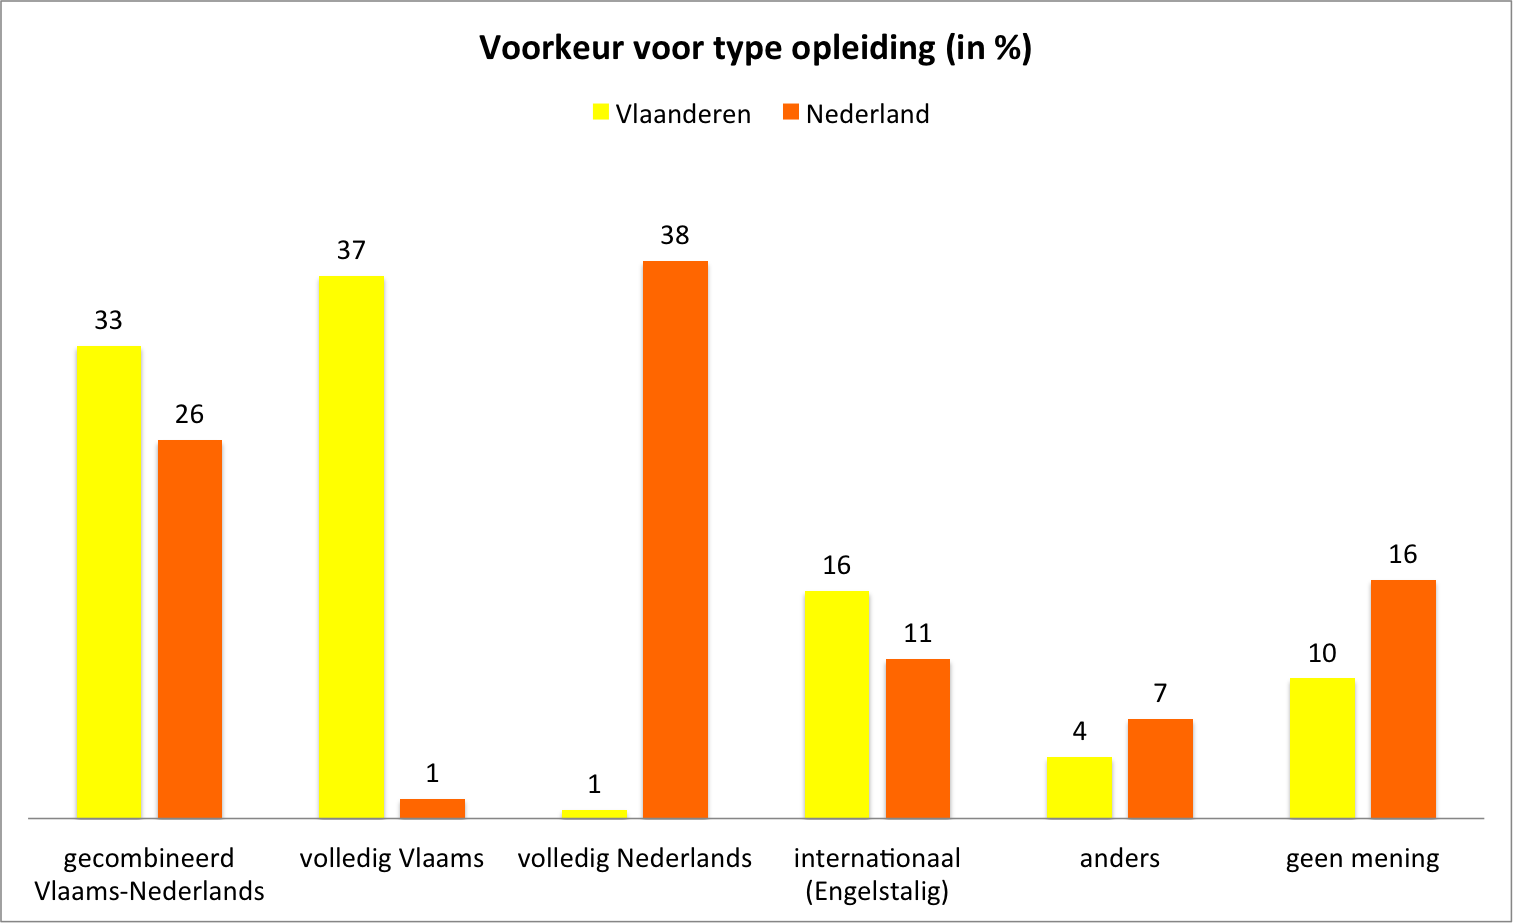 Voorkeur voor type opleiding (in %)
Vlaanderen Nederland
33 26 37 1 1 38 16 11 4 7 10 16
gecombineerd Vlaams-Nederlands
volledig Vlaams
volledig Nederlands
internationaal (Engelstalig)
anders
geen mening